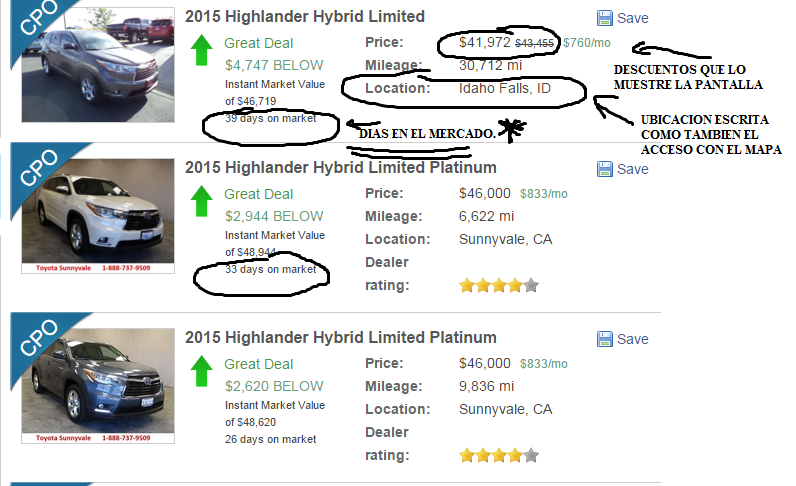 CPO
2015 Highlander Hybrid Limited
Save
Great Deal
$4,747 BELOW
Instant Market Value
of $46,719
39 days on market
Price: $41,972 $43,455 $760/mo
Mileage: 30,712 mi
Location: Idaho Falls, ID
DESCUENTOS QUE LO
MUESTRE LA PANTALLA
UBICACION ESCRITA
COMO TAMBIEN EL
ACCESO CON EL MAPA
DIAS EN EL MERCADO.
CPO
2015 Highlander Hybrid Limited Platinum
Save
Great Deal
$2,944 BELOW
Instant Market Value
of $48,944
33 days on market
Price: $46,000 $833/mo
Mileage: 6,622 mi
Location: Sunnyvale, CA
Dealer
rating:
Toyota Sunnyvale 1-888-737-9509
CPO
2015 Highlander Hybrid Limited Platinum
Save
Great Deal
$2,620 BELOW
Instant Market Value
of $48,620
26 days on market
Price: $46,000 $833/mo
Mileage: 9,836 mi
Location: Sunnyvale, CA
Dealer
rating:
Toyota Sunnyvale 1-888-737-9509